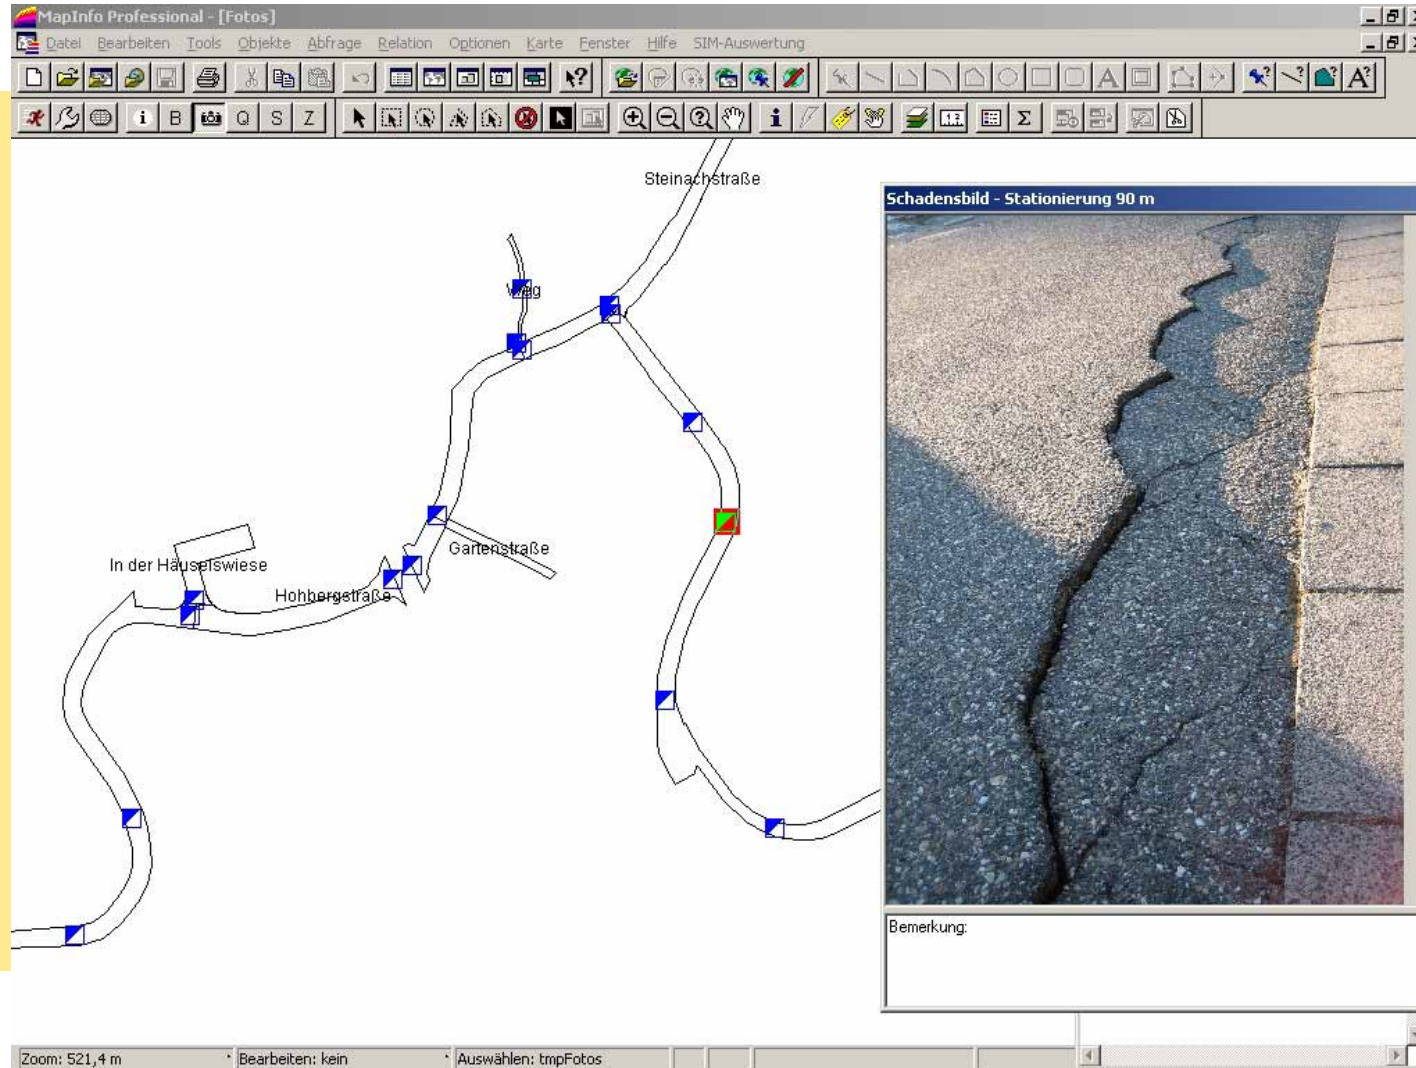 MapInfo Professional - [Fotos]
Datei Bearbeiten Tools Objekte Abfrage Relation Optionen Karte Fenster Hilfe SIM-Auswertung
i B Q S Z
Steinachstraße
Schadensbild - Stationierung 90 m
Weg
Gartenstraße
In der Häuselswiese
Hohbergstraße
Bemerkung:
Zoom: 521,4 m Bearbeiten: kein Auswählen: tmpFotos